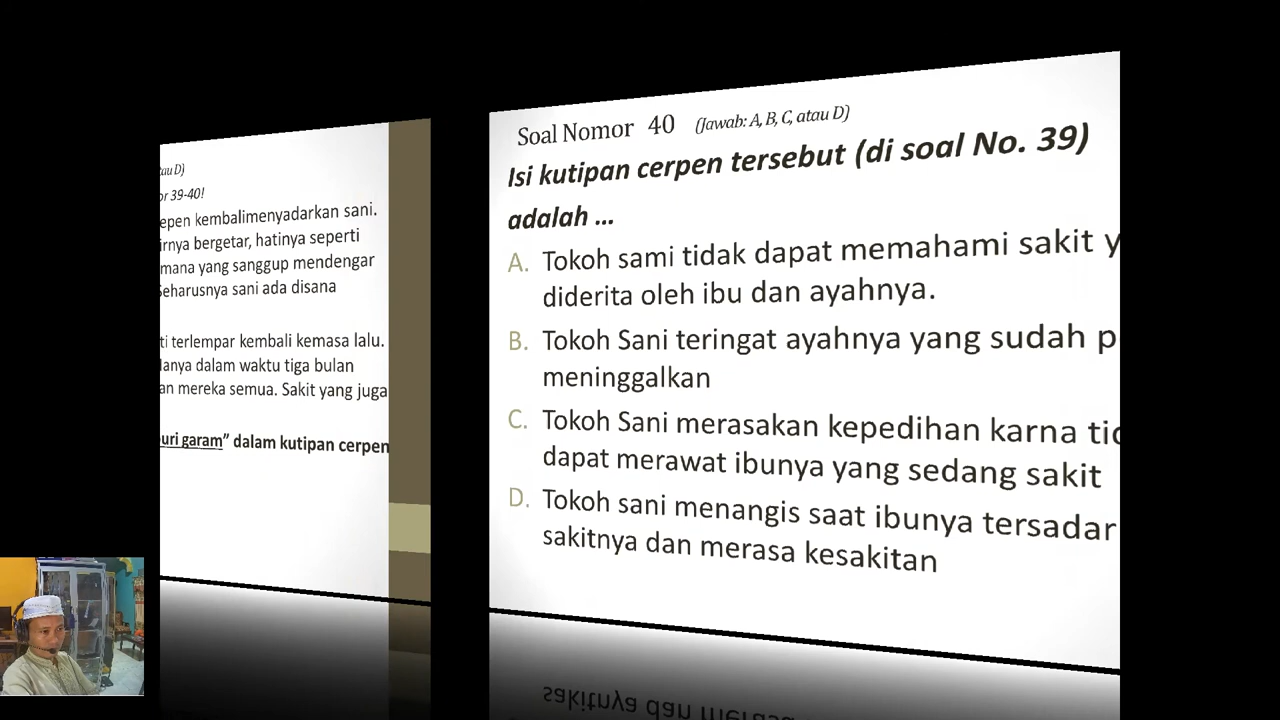 au D)
or 39-40!
epen kembalimenyadarkan sani.
irnya bergetar, hatinya seperti
mana yang sanggup mendengar
Seharusnya sani ada disana
ti terlempar kembali kemasa lalu.
anya dalam waktu tiga bulan
an mereka semua. Sakit yang juga
uri garam" dalam kutipan cerpen
Soal Nomor 40 (Jawab: A, B, C, atau D)
Isi kutipan cerpen tersebut (di soal No. 39)
adalah ...
A. Tokoh sami tidak dapat memahami sakit y
diderita oleh ibu dan ayahnya.
B. Tokoh Sani teringat ayahnya yang sudah p
meninggalkan
C. Tokoh Sani merasakan kepedihan karna tid
dapat merawat ibunya yang sedang sakit
D. Tokoh sani menangis saat ibunya tersadar
sakitnya dan merasa kesakitan